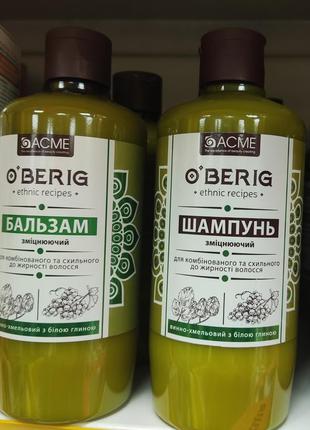 ACME
O'BERIG
• ethnic recipes •
БАЛЬЗАМ
зміцнюючий
для комбінованого та схильного
до жирності волосся
винно-хмельовий з білою глиною
ACME
O'BERIG
• ethnic recipes •
ШАМПУНЬ
зміцнюючий
для комбінованого та схильного
до жирності волосся
винно-хмельовий з білою глиною